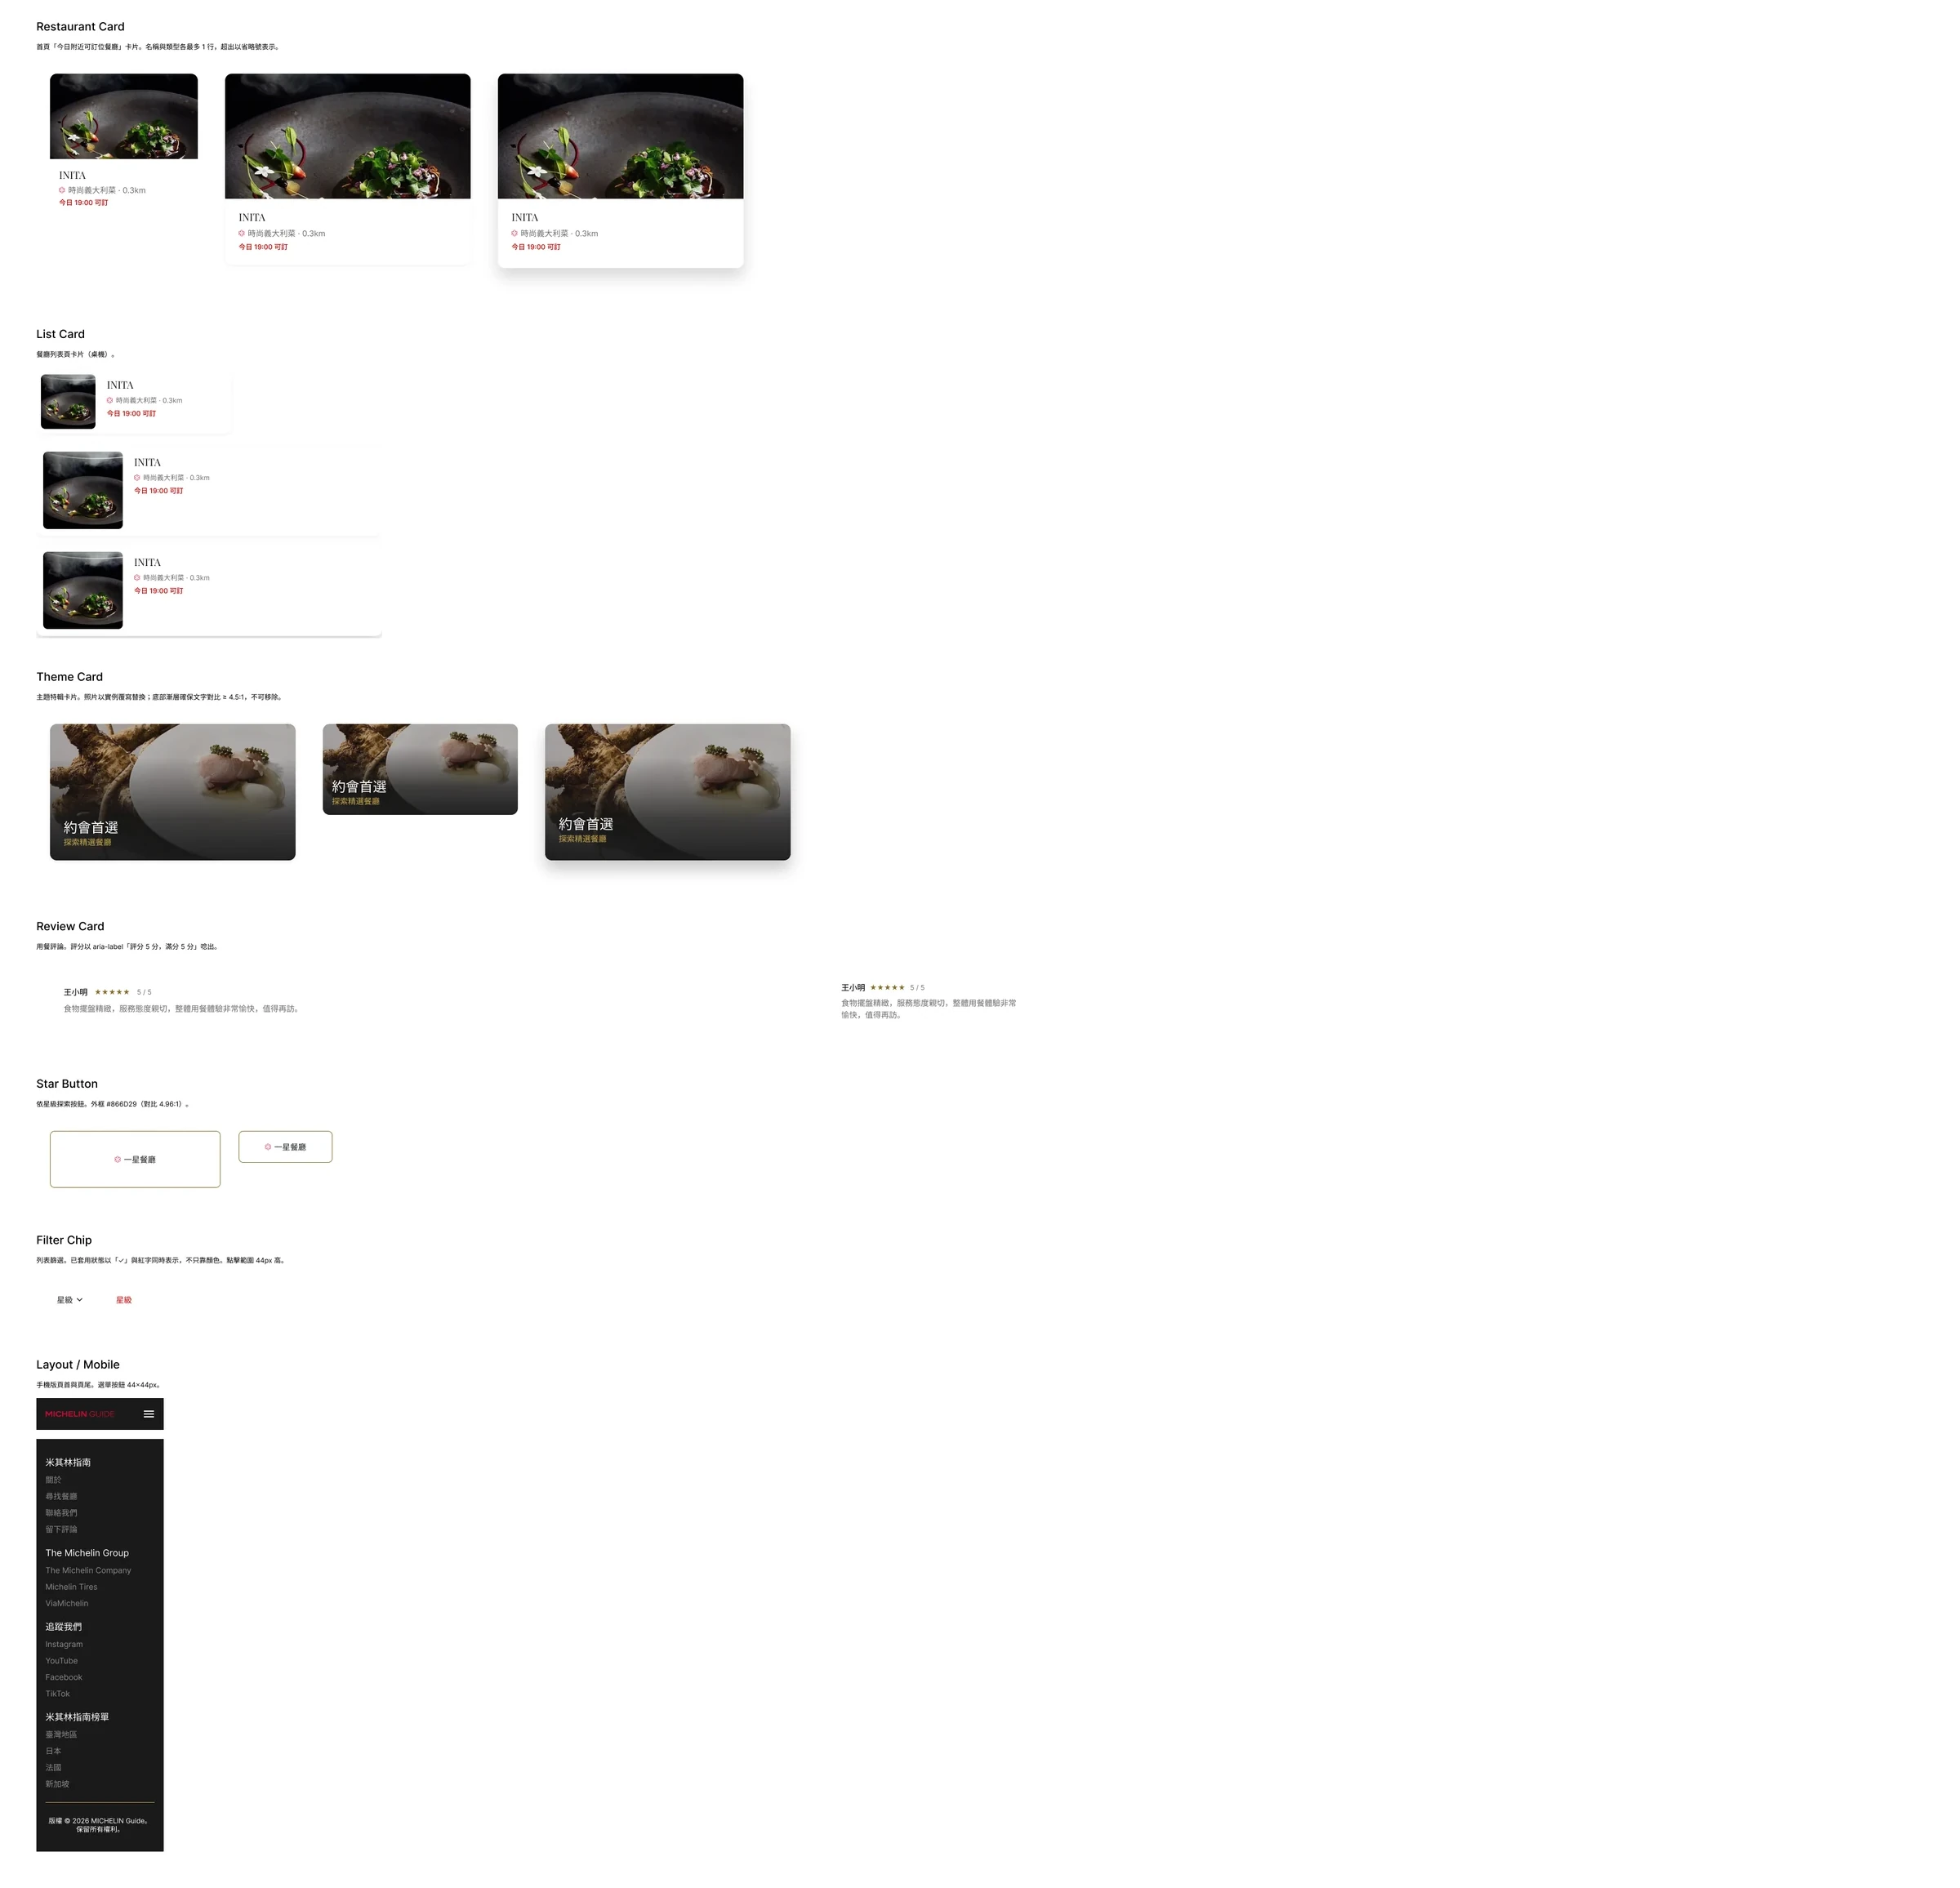 Restaurant Card
首頁「今日附近可訂位餐廳」卡片。名稱與類型各最多 1 行，超出以省略號表示。
INITA
時尚義大利菜 · 0.3km
今日 19:00 可訂
INITA
時尚義大利菜 · 0.3km
今日 19:00 可訂
INITA
時尚義大利菜 · 0.3km
今日 19:00 可訂
List Card
餐廳列表頁卡片（桌機）。
INITA
時尚義大利菜 · 0.3km
今日 19:00 可訂
INITA
時尚義大利菜 · 0.3km
今日 19:00 可訂
INITA
時尚義大利菜 · 0.3km
今日 19:00 可訂
Theme Card
主題特輯卡片。照片以實例覆寫替換；底部漸層確保文字對比 ≥ 4.5:1，不可移除。
約會首選
探索精選餐廳
約會首選
探索精選餐廳
約會首選
探索精選餐廳
Review Card
用餐評論。評分以 aria-label「評分 5 分，滿分 5 分」唸出。
王小明 ★★★★★ 5 / 5
食物擺盤精緻，服務態度親切，整體用餐體驗非常愉快，值得再訪。
王小明 ★★★★★ 5 / 5
食物擺盤精緻，服務態度親切，整體用餐體驗非常
愉快，值得再訪。
Star Button
依星級探索按鈕。外框 #866D29（對比 4.96:1）。
一星餐廳
一星餐廳
Filter Chip
列表篩選。已套用狀態以「✓」與紅字同時表示，不只靠顏色。點擊範圍 44px 高。
星級
星級
Layout / Mobile
手機版頁首與頁尾。選單按鈕 44×44px。
MICHELIN GUIDE
米其林指南
關於
尋找餐廳
聯絡我們
留下評論
The Michelin Group
The Michelin Company
Michelin Tires
ViaMichelin
追蹤我們
Instagram
YouTube
Facebook
TikTok
米其林指南榜單
臺灣地區
日本
法國
新加坡
版權 © 2026 MICHELIN Guide。
保留所有權利。